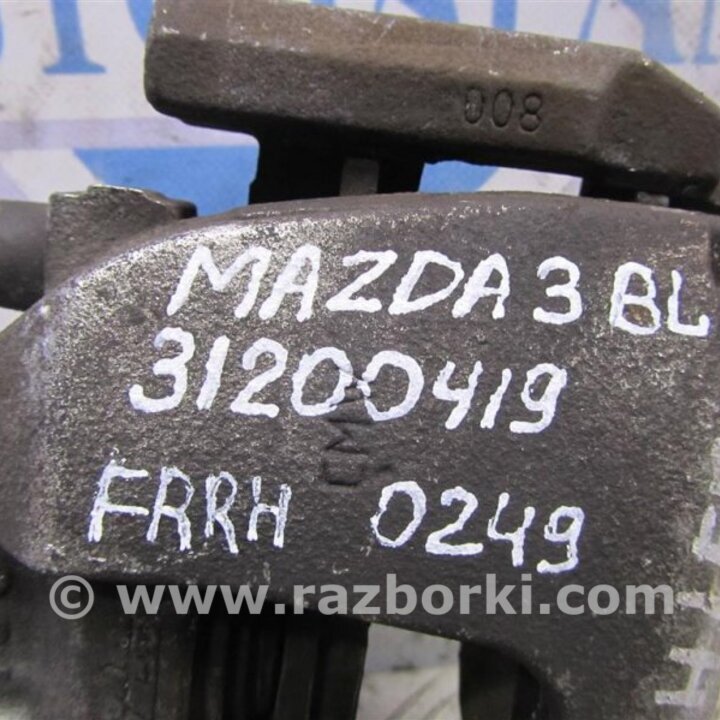 008
MAZDA 3 BL
31200419
FRRH 0249
© www.razborki.com